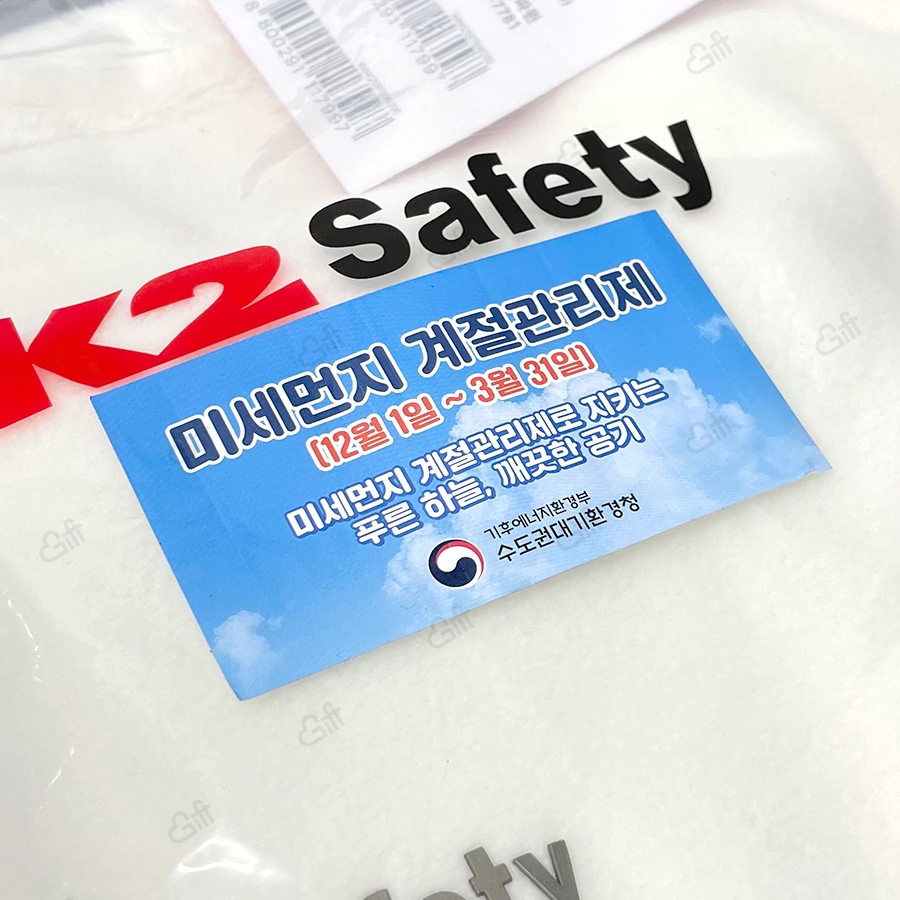 K2 Safety
미세먼지 계절관리제
(12월 1일 ~ 3월 31일)
미세먼지 계절관리제로 지키는
푸른 하늘, 깨끗한 공기
기후에너지환경부
수도권대기환경청
Gift